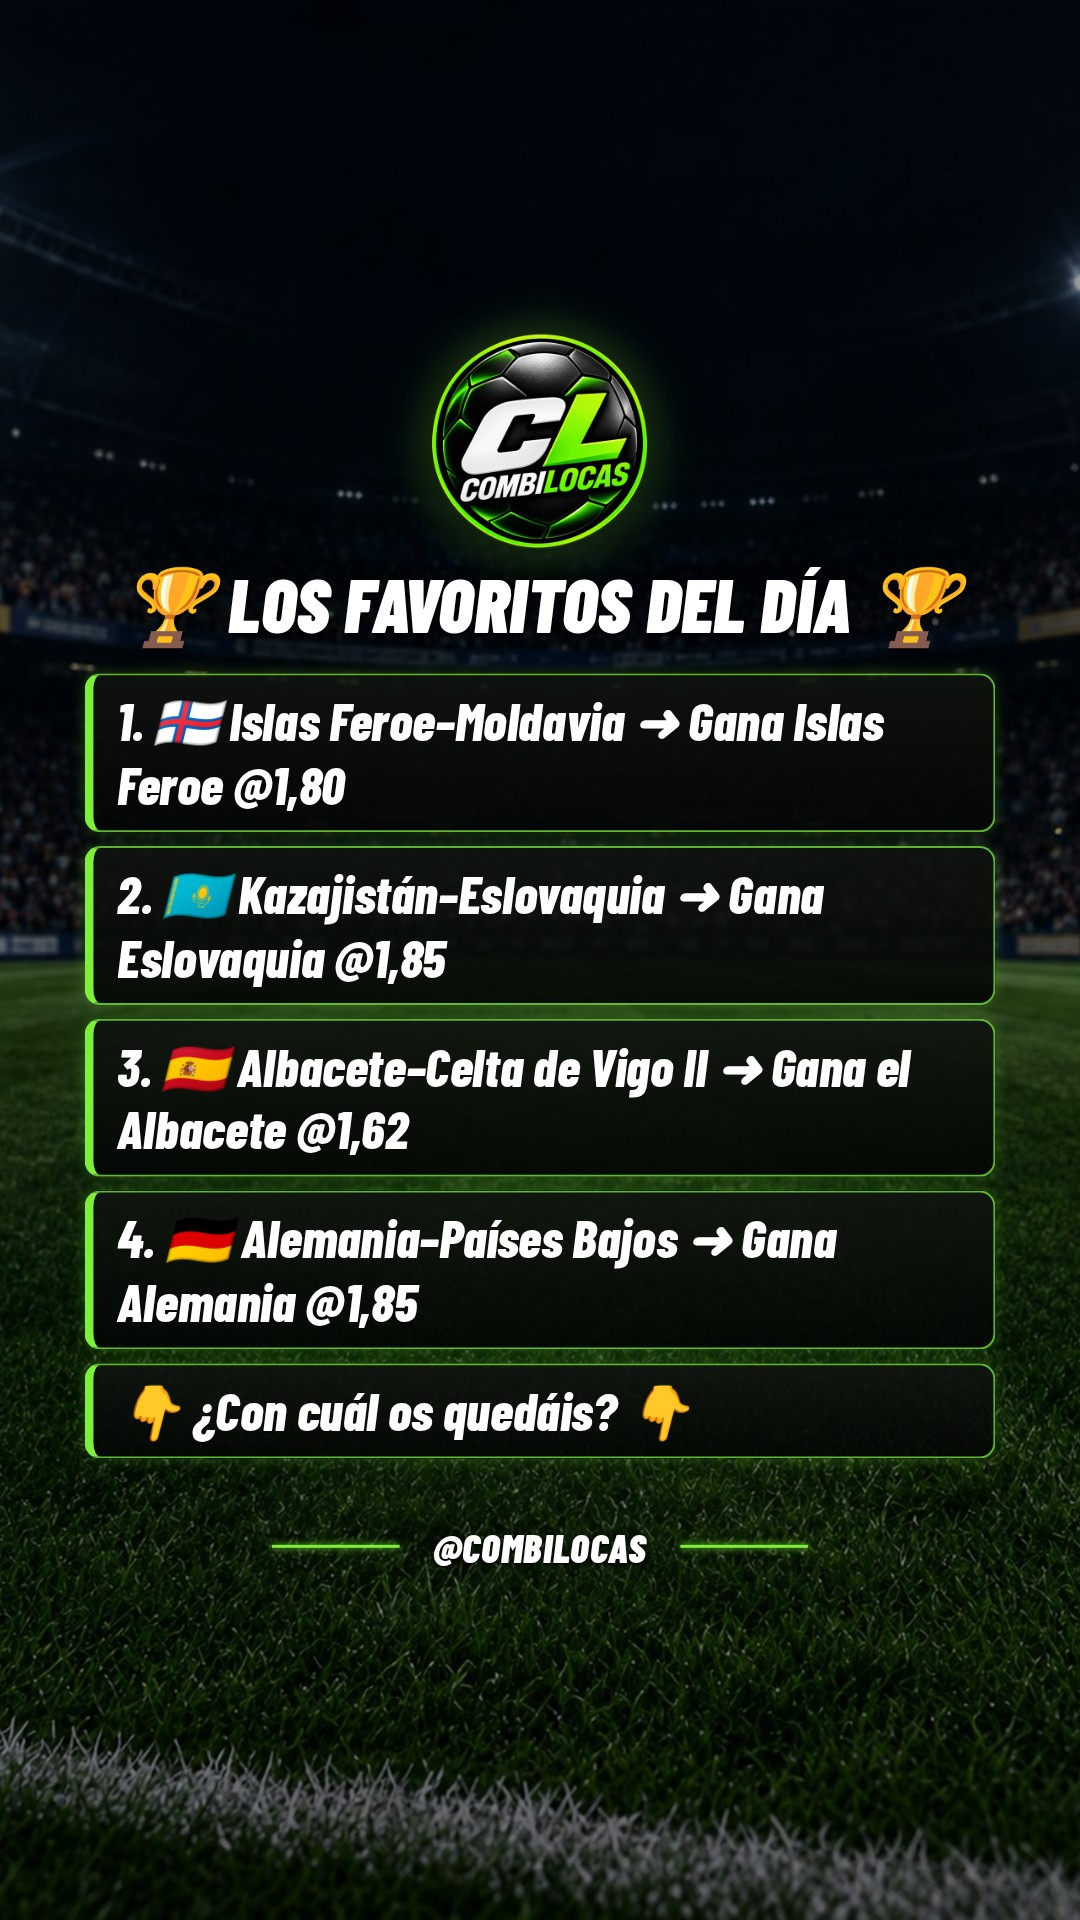 CL
COMBILOCAS
🏆 LOS FAVORITOS DEL DÍA 🏆
1. 🇫🇴 Islas Feroe-Moldavia ➜ Gana Islas
Feroe @1,80
2. 🇰🇿 Kazajistán-Eslovaquia ➜ Gana
Eslovaquia @1,85
3. 🇪🇸 Albacete-Celta de Vigo II ➜ Gana el
Albacete @1,62
4. 🇩🇪 Alemania-Países Bajos ➜ Gana
Alemania @1,85
👇 ¿Con cuál os quedáis? 👇
@COMBILOCAS